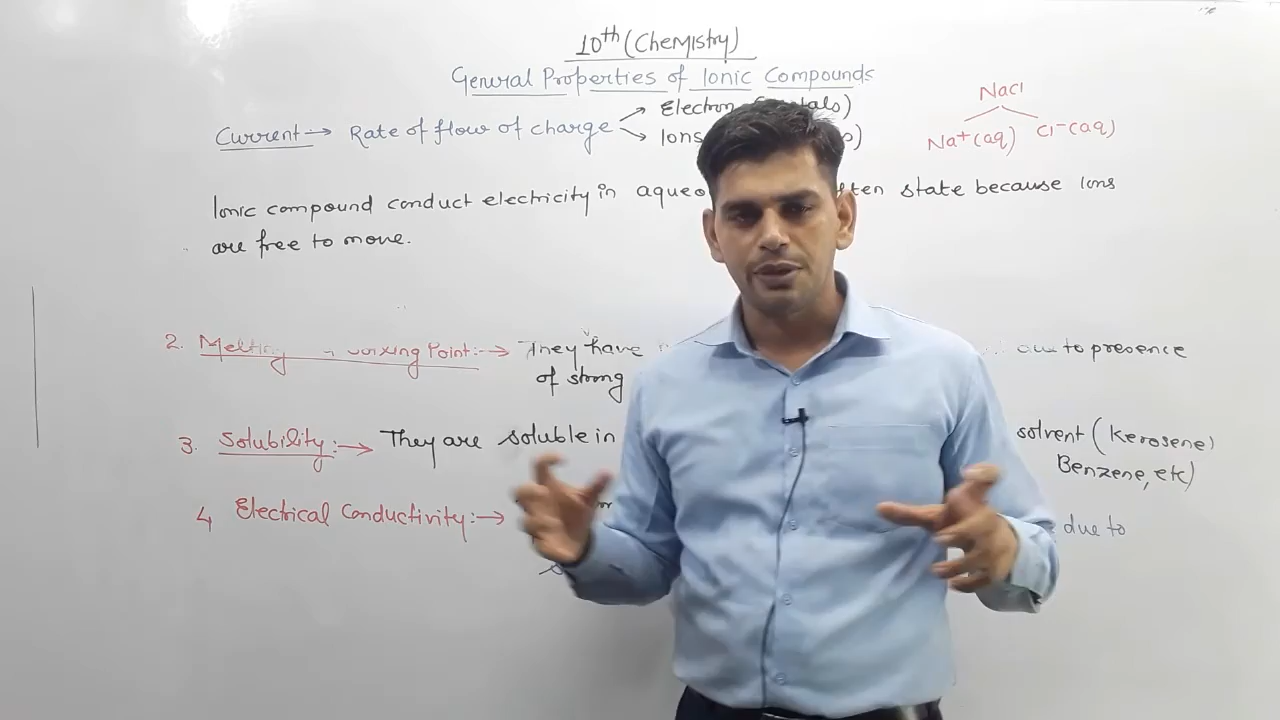 10th (Chemistry)
General Properties of Ionic Compounds
Current → Rate of flow of charge → Electron
→ Ions
NaCl
Na+(aq) Cl-(aq)
Ionic compound conduct electricity in state because Ions
are free to move.
2. Melting Point:→ They have due to presence
of strong
3. Solubility:→ They are soluble in solvent (Kerosene)
Benzene, etc)
4 Electrical Conductivity:→ due to